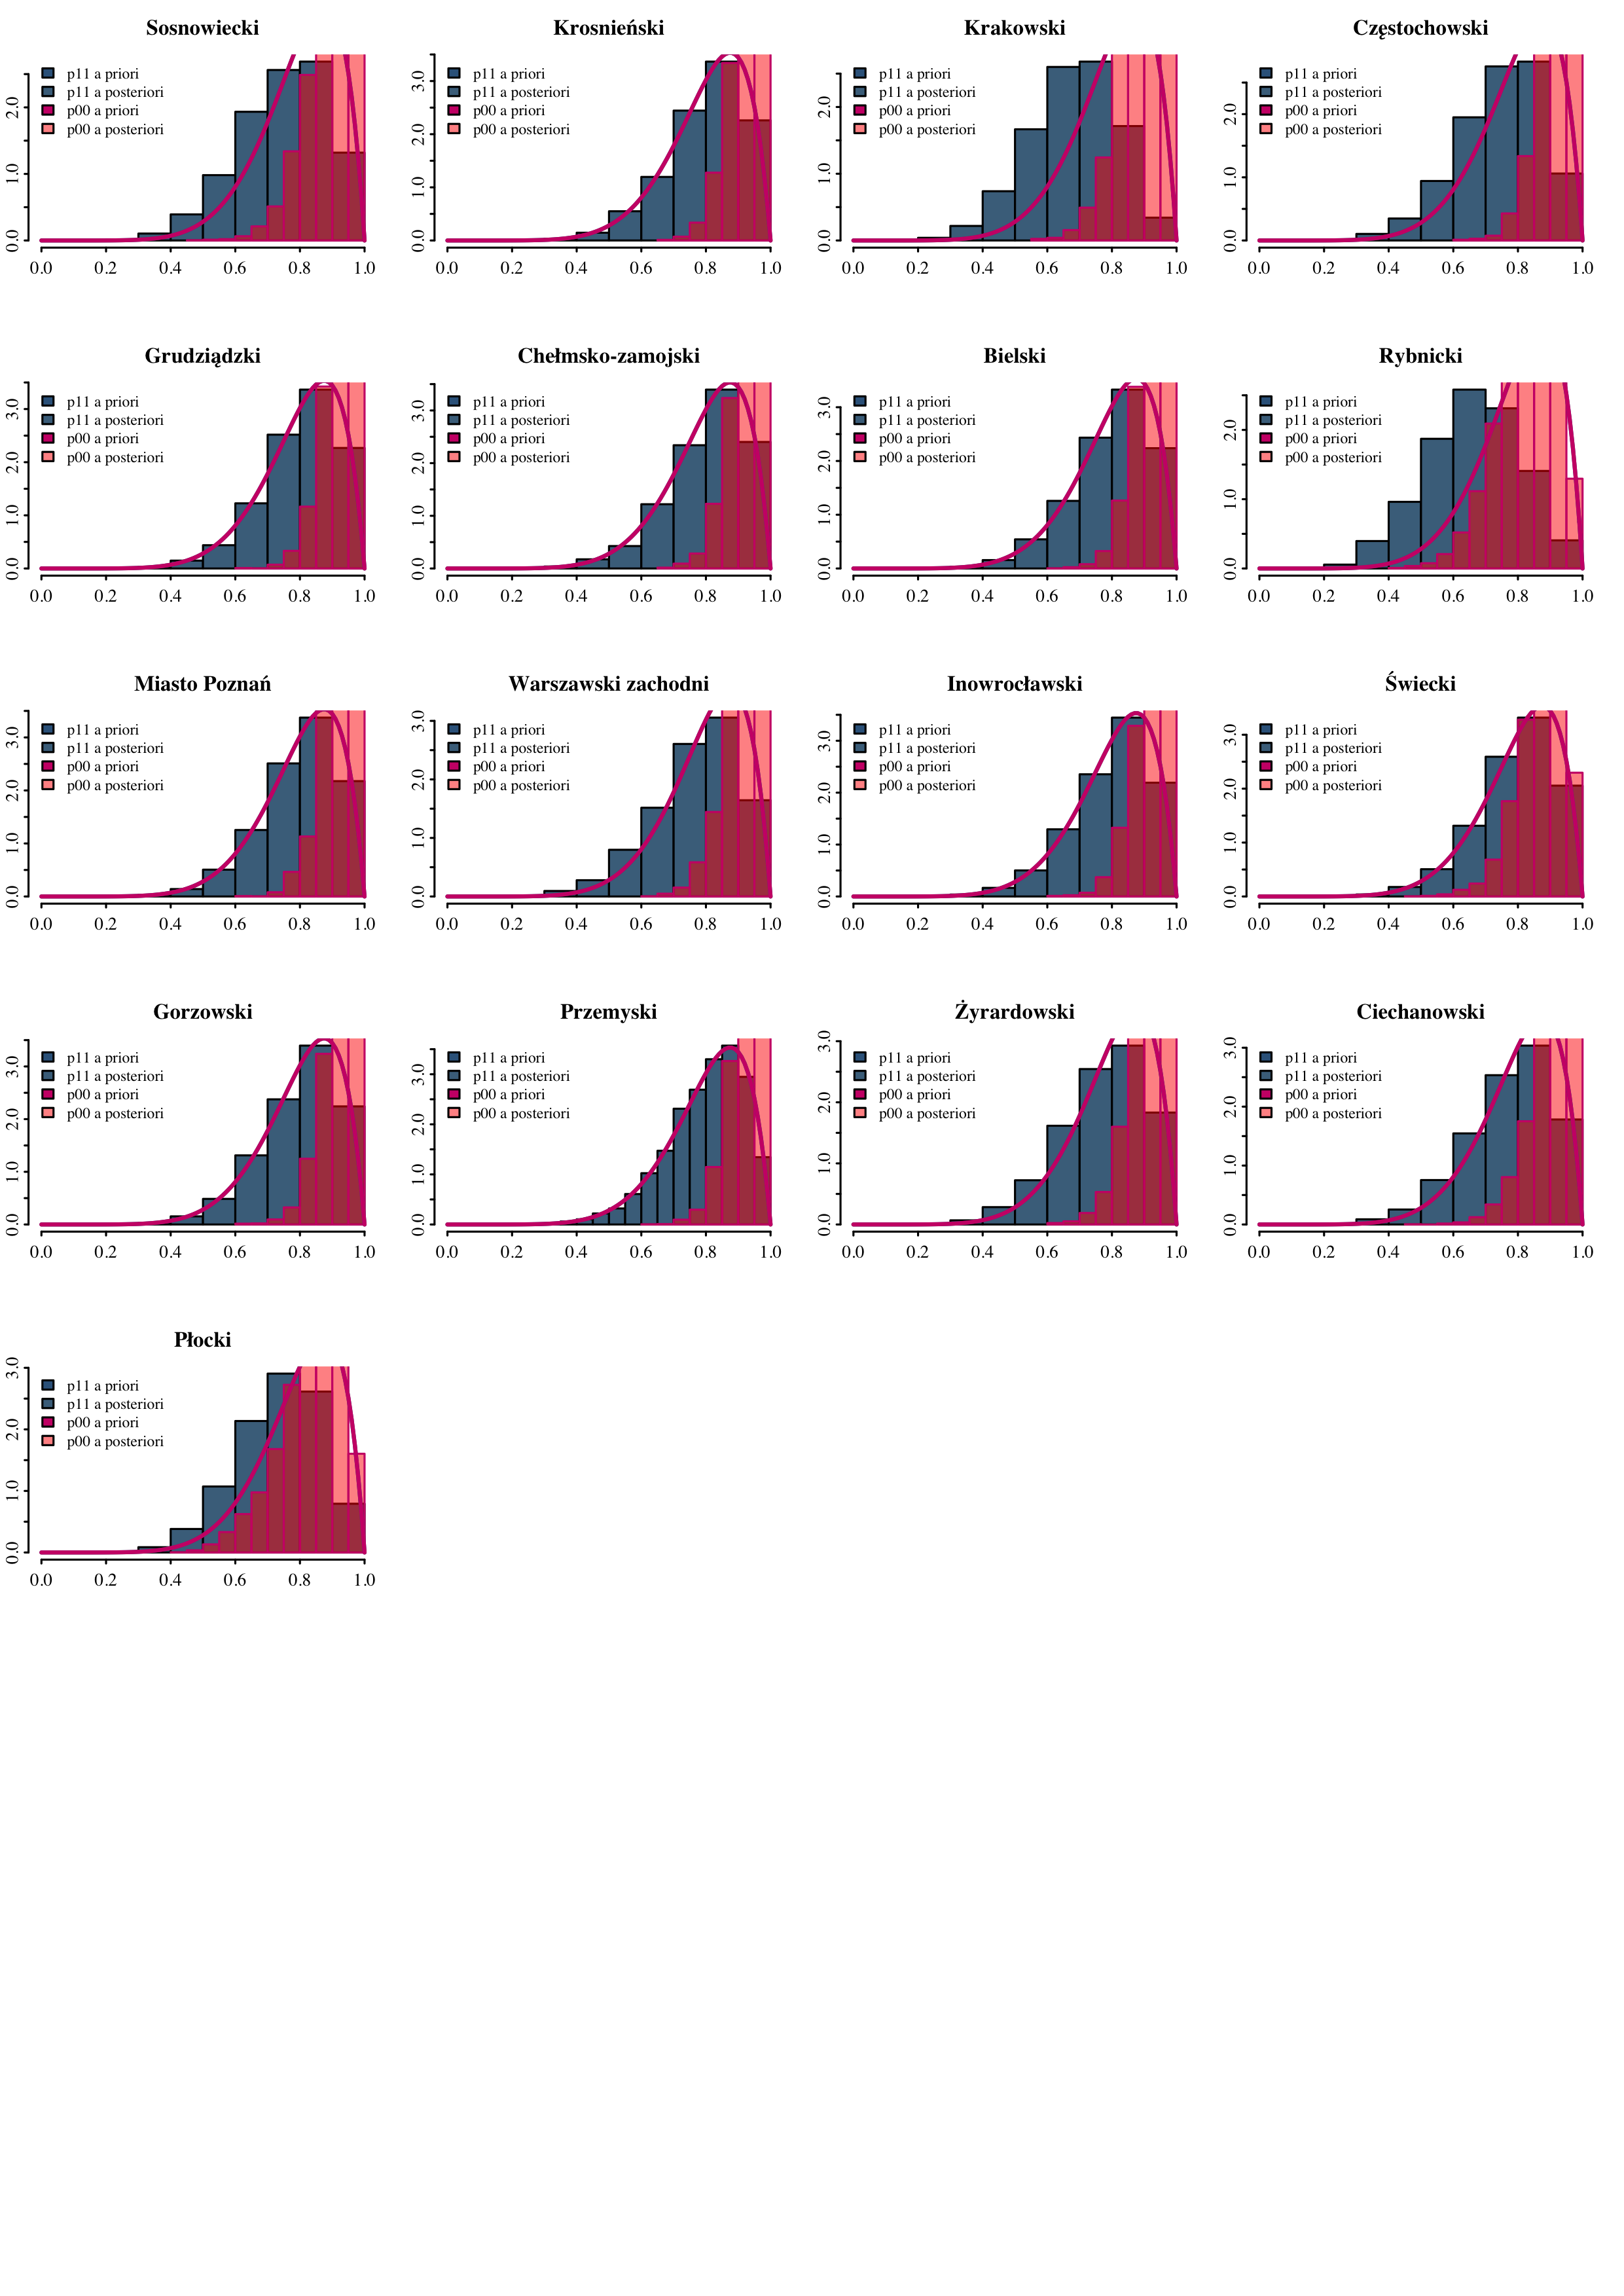 Sosnowiecki
p11 a priori
p11 a posteriori
p00 a priori
p00 a posteriori
0.0 1.0 2.0
0.0 0.2 0.4 0.6 0.8 1.0
Krosnieński
p11 a priori
p11 a posteriori
p00 a priori
p00 a posteriori
0.0 1.0 2.0 3.0
0.0 0.2 0.4 0.6 0.8 1.0
Krakowski
p11 a priori
p11 a posteriori
p00 a priori
p00 a posteriori
0.0 1.0 2.0
0.0 0.2 0.4 0.6 0.8 1.0
Częstochowski
p11 a priori
p11 a posteriori
p00 a priori
p00 a posteriori
0.0 1.0 2.0
0.0 0.2 0.4 0.6 0.8 1.0
Grudziądzki
p11 a priori
p11 a posteriori
p00 a priori
p00 a posteriori
0.0 1.0 2.0 3.0
0.0 0.2 0.4 0.6 0.8 1.0
Chełmsko-zamojski
p11 a priori
p11 a posteriori
p00 a priori
p00 a posteriori
0.0 1.0 2.0 3.0
0.0 0.2 0.4 0.6 0.8 1.0
Bielski
p11 a priori
p11 a posteriori
p00 a priori
p00 a posteriori
0.0 1.0 2.0 3.0
0.0 0.2 0.4 0.6 0.8 1.0
Rybnicki
p11 a priori
p11 a posteriori
p00 a priori
p00 a posteriori
0.0 1.0 2.0
0.0 0.2 0.4 0.6 0.8 1.0
Miasto Poznań
p11 a priori
p11 a posteriori
p00 a priori
p00 a posteriori
0.0 1.0 2.0 3.0
0.0 0.2 0.4 0.6 0.8 1.0
Warszawski zachodni
p11 a priori
p11 a posteriori
p00 a priori
p00 a posteriori
0.0 1.0 2.0 3.0
0.0 0.2 0.4 0.6 0.8 1.0
Inowrocławski
p11 a priori
p11 a posteriori
p00 a priori
p00 a posteriori
0.0 1.0 2.0 3.0
0.0 0.2 0.4 0.6 0.8 1.0
Świecki
p11 a priori
p11 a posteriori
p00 a priori
p00 a posteriori
0.0 1.0 2.0 3.0
0.0 0.2 0.4 0.6 0.8 1.0
Gorzowski
p11 a priori
p11 a posteriori
p00 a priori
p00 a posteriori
0.0 1.0 2.0 3.0
0.0 0.2 0.4 0.6 0.8 1.0
Przemyski
p11 a priori
p11 a posteriori
p00 a priori
p00 a posteriori
0.0 1.0 2.0 3.0
0.0 0.2 0.4 0.6 0.8 1.0
Żyrardowski
p11 a priori
p11 a posteriori
p00 a priori
p00 a posteriori
0.0 1.0 2.0 3.0
0.0 0.2 0.4 0.6 0.8 1.0
Ciechanowski
p11 a priori
p11 a posteriori
p00 a priori
p00 a posteriori
0.0 1.0 2.0 3.0
0.0 0.2 0.4 0.6 0.8 1.0
Płocki
p11 a priori
p11 a posteriori
p00 a priori
p00 a posteriori
0.0 1.0 2.0 3.0
0.0 0.2 0.4 0.6 0.8 1.0